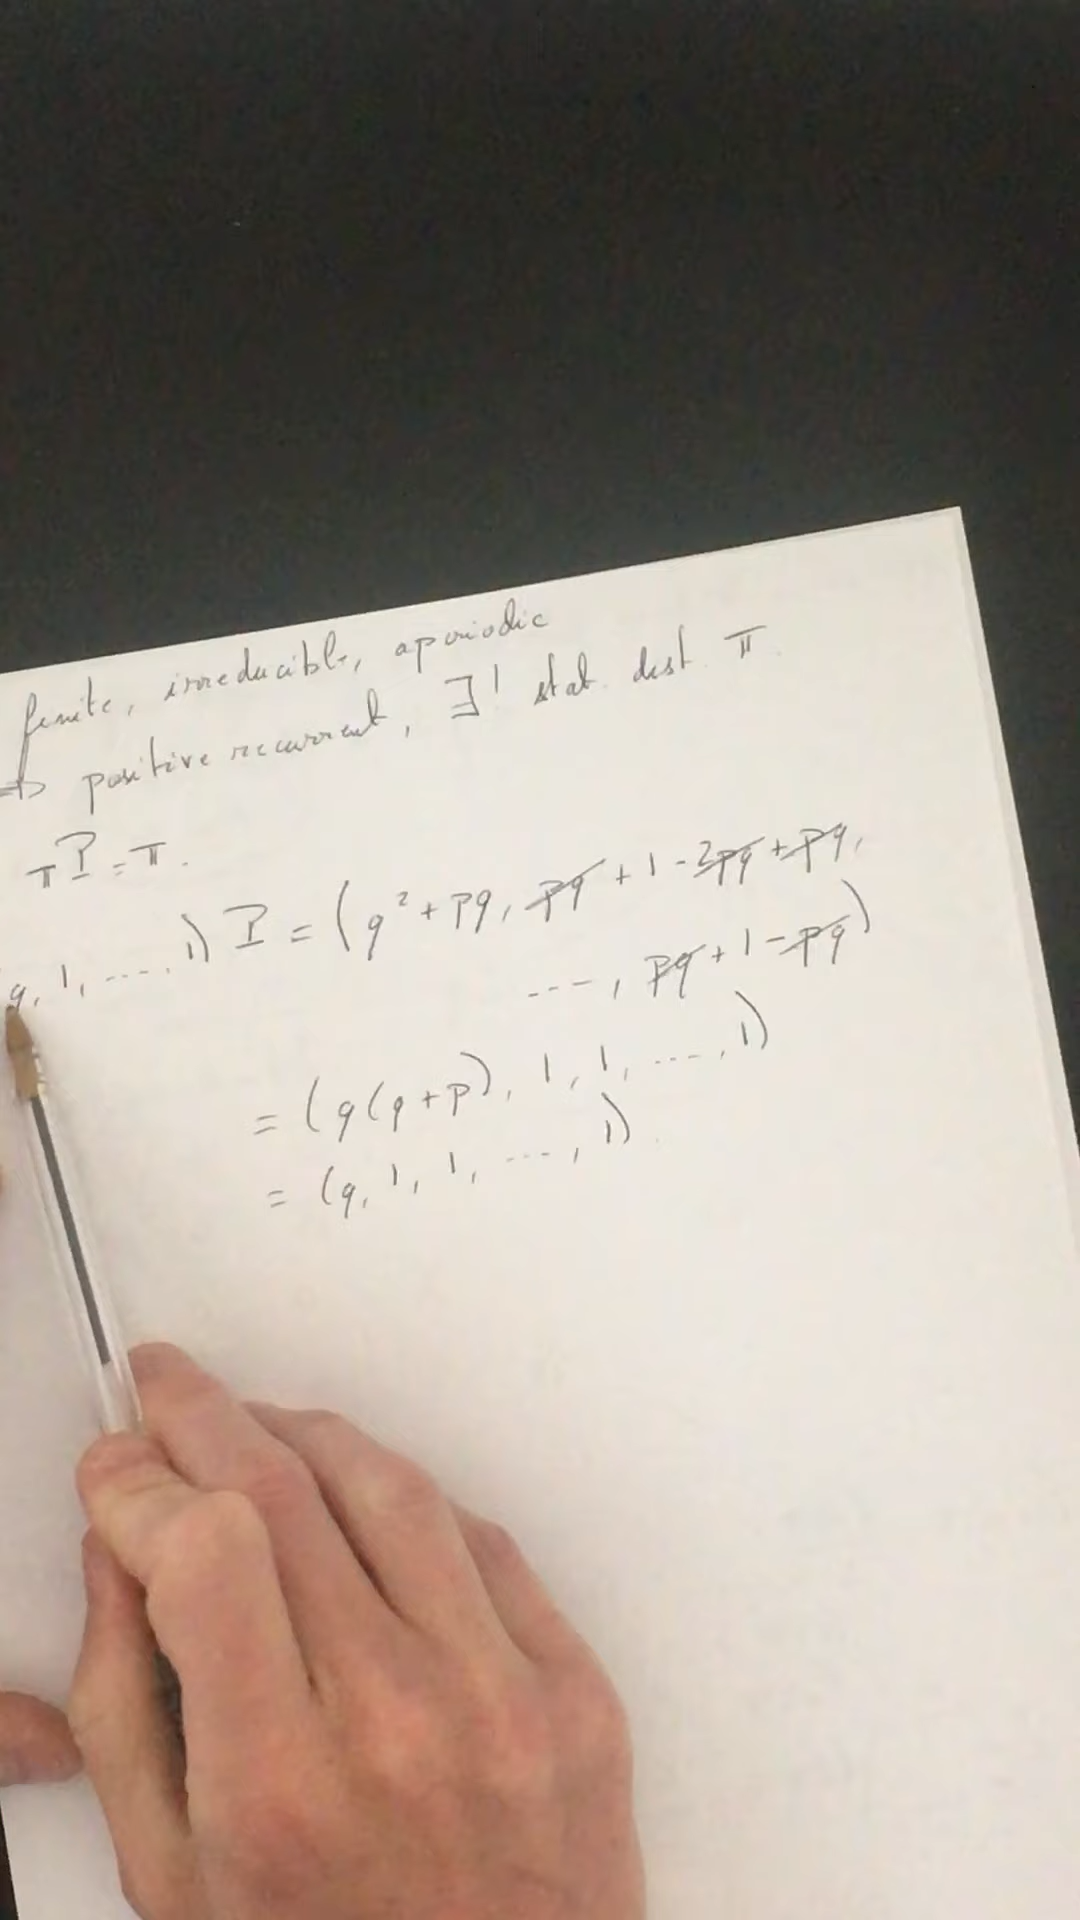 finite, irreducible, aperiodic
=> positive recurrent, ∃! stat. dist. π.
πP = π.
q, 1, ---, 1) P = (q² + pq, pq + 1 - 2pq + pq,
---, pq + 1 - pq)
= (q(q+p), 1, 1, ---, 1)
= (q, 1, 1, ---, 1).